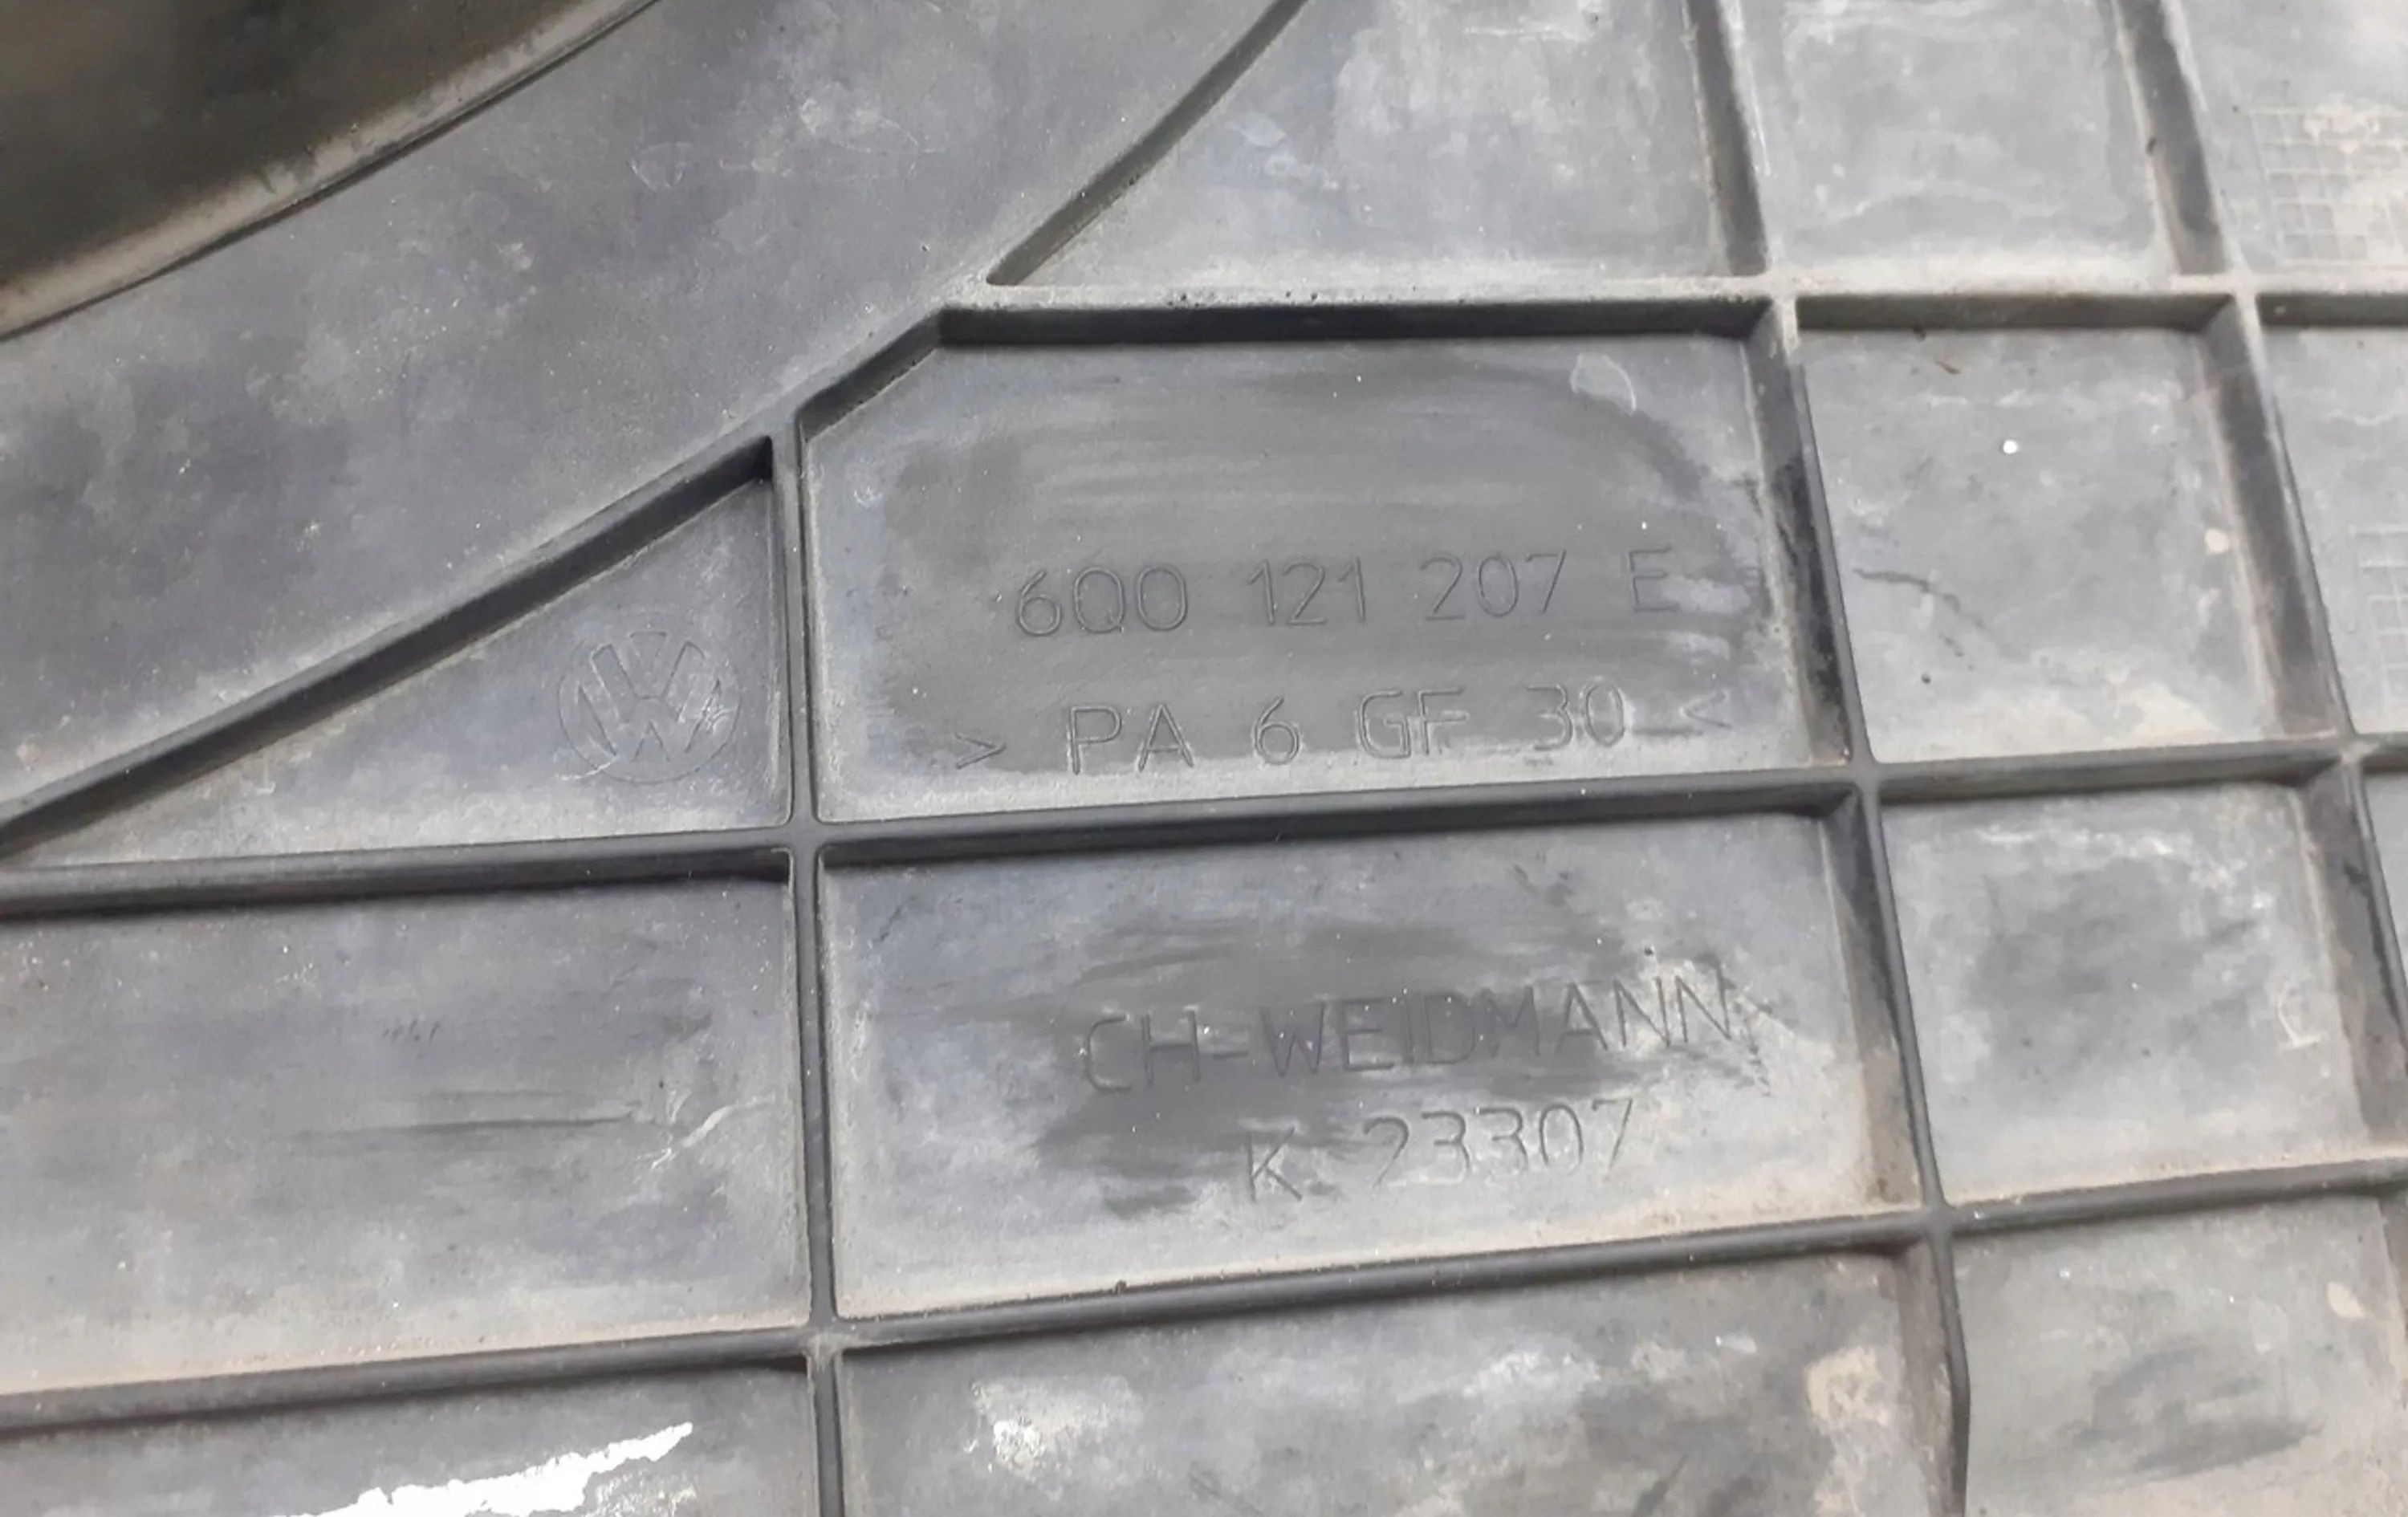 6Q0 121 207 E
> PA 6 GF 30 <
CH-WEIDMANN
K 23307